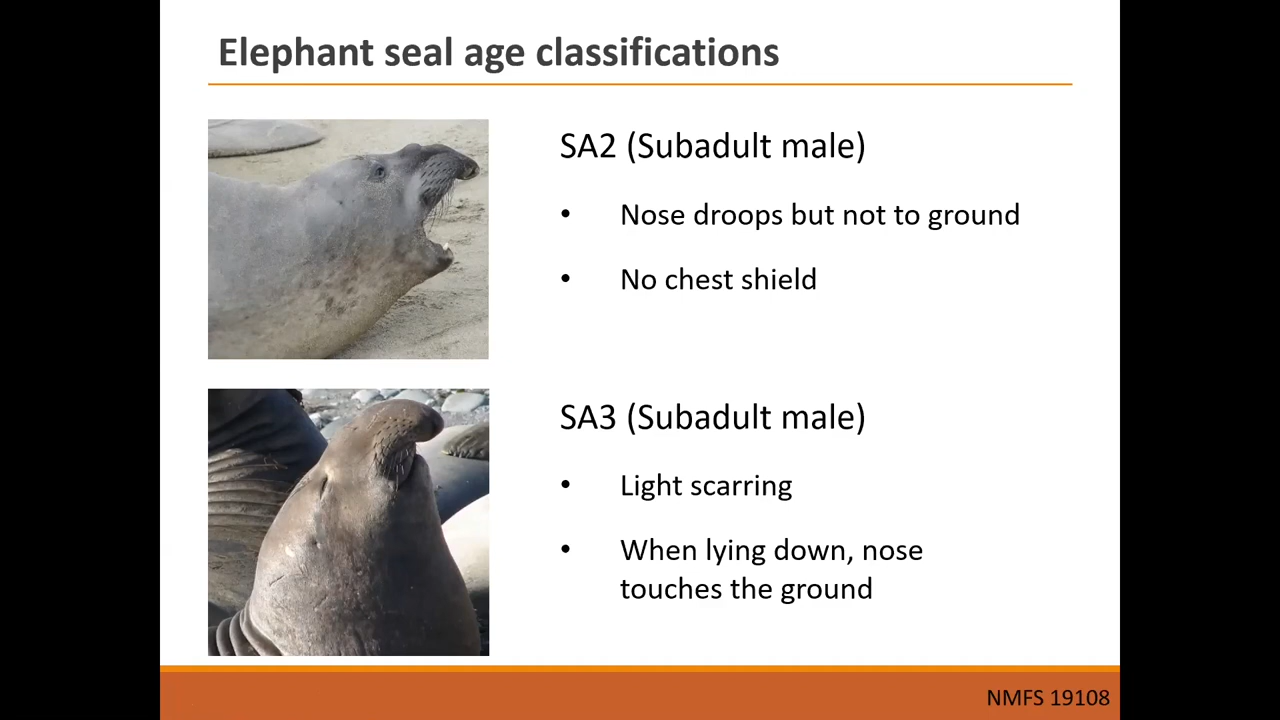 Elephant seal age classifications
SA2 (Subadult male)
• Nose droops but not to ground
• No chest shield
SA3 (Subadult male)
• Light scarring
• When lying down, nose
touches the ground
NMFS 19108